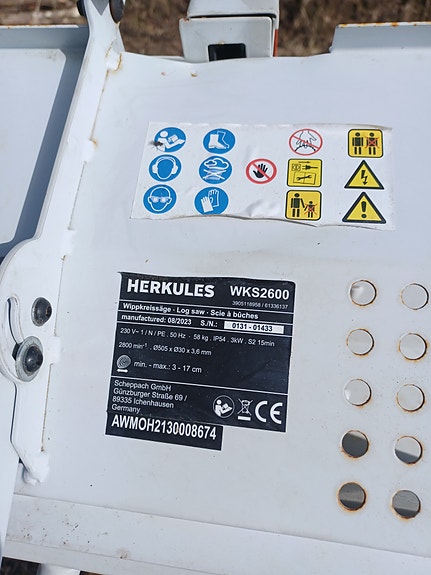 HERKULES WKS2600
3905118958 / 61336137
Wippkreissäge · Log saw · Scie à bûches
manufactured: 08/2023 S./N.: 0131 - 01433
230 V~ 1 / N / PE , 50 Hz · 58 kg . IP54 , 3kW . S2 15min
2800 min⁻¹ . Ø505 x Ø30 x 3,6 mm
min. - max.: 3 - 17 cm
Scheppach GmbH
Günzburger Straße 69 /
89335 Ichenhausen
Germany
CE
AWMOH2130008674